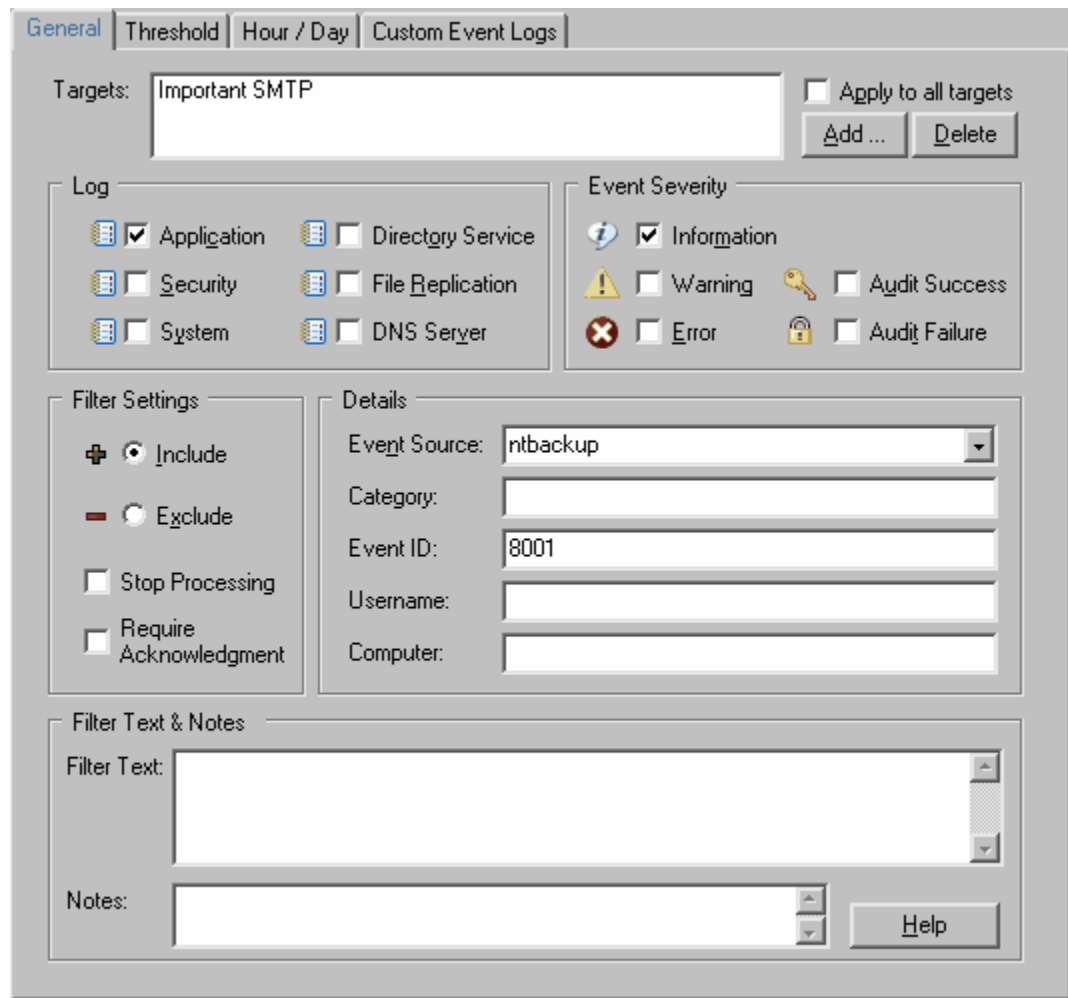 General Threshold Hour / Day Custom Event Logs
Targets: Important SMTP Apply to all targets
Add ... Delete
Log Event Severity
Application Directory Service Information
Security File Replication Warning Audit Success
System DNS Server Error Audit Failure
Filter Settings Details
Include Event Source: ntbackup
Category:
Exclude
Event ID: 8001
Stop Processing
Username:
Require
Acknowledgment
Computer:
Filter Text & Notes
Filter Text:
Notes:
Help